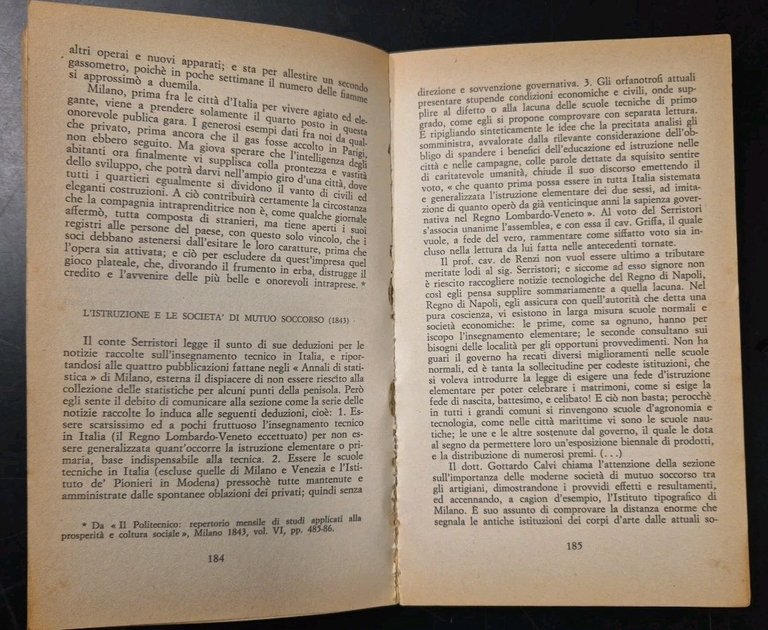 altri operai e nuovi apparati; e sta per allestire un secondo
gassometro, poichè in poche settimane il numero delle fiamme
si approssimò a duemila.
Milano, prima fra le città d'Italia per vivere agiato ed ele-
gante, viene a prendere solamente il quarto posto in questa
onorevole publica gara. I generosi esempi dati fra noi da qual-
che privato, prima ancora che il gas fosse accolto in Parigi,
non ebbero seguito. Ma giova sperare che l'intelligenza degli
abitanti ora finalmente vi supplisca colla prontezza e vastità
dello sviluppo, che potrà darvi nell'ampio giro d'una città, dove
tutti i quartieri egualmente si dividono il vanto di civili ed
eleganti costruzioni. A ciò contribuirà certamente la circostanza
che la compagnia intraprenditrice non è, come qualche giornale
affermò, tutta composta di stranieri, ma tiene aperti i suoi
registri alle persone del paese, con questo solo vincolo, che i
soci debbano astenersi dall'esitare le loro carature, prima che
l'opera sia attivata; e ciò per escludere da quest'impresa quel
gioco plateale, che, divorando il frumento in erba, distrugge il
credito e l'avvenire delle più belle e onorevoli intraprese. *
L'ISTRUZIONE E LE SOCIETA' DI MUTUO SOCCORSO (1843)
Il conte Serristori legge il sunto di sue deduzioni per le
notizie raccolte sull'insegnamento tecnico in Italia, e ripor-
tandosi alle quattro pubblicazioni fattane negli « Annali di stati-
stica » di Milano, esterna il dispiacere di non essere riescito alla
collezione delle statistiche per alcuni punti della penisola. Però
egli sente il debito di comunicare alla sezione come la serie delle
notizie raccolte lo induca alle seguenti deduzioni, cioè: 1. Essere
scarsissimo ed a pochi fruttuoso l'insegnamento tecnico
in Italia (il Regno Lombardo-Veneto eccettuato) per non es-
sere generalizzata quant'occorre la istruzione elementare o pri-
maria, base indispensabile alla tecnica. 2. Essere le scuole
tecniche in Italia (escluse quelle di Milano e Venezia e l'Isti-
tuto de' Pionieri in Modena) pressochè tutte mantenute e
amministrate dalle spontanee oblazioni dei privati; quindi senza
* Da « Il Politecnico: repertorio mensile di studi applicati alla
prosperità e coltura sociale », Milano 1843, vol. VI, pp. 485-86.
184
direzione e sovvenzione governativa. 3. Gli orfanotrofi attuali
presentare stupende condizioni economiche e civili, onde sup-
plire al difetto o alla lacuna delle scuole tecniche di primo
grado, come egli si propone comprovare con separata lettura.
E ripigliando sinteticamente le idee che la precitata analisi gli
somministra, avvalorate dalla rilevante considerazione dell'ob-
bligo di spandere i benefici dell'educazione ed istruzione nelle
città e nelle campagne, colle parole dettate da squisito sentire
di caritatevole umanità, chiude il suo discorso emettendo il
voto, « che quanto prima possa essere in tutta Italia sistemata
e generalizzata l'istruzione elementare dei due sessi, ad imita-
zione di quanto operò da già venticinque anni la sapienza gover-
nativa nel Regno Lombardo-Veneto ». Al voto del Serristori
s'associa unanime l'assemblea, e con essa il cav. Griffa, il quale
vuole, a fede del vero, rammentare come siffatto voto sia in-
cluso nella lettura da lui fatta nelle antecedenti tornate.
Il prof. cav. de Renzi non vuol essere ultimo a tributare
meritate lodi al sig. Serristori; e siccome ad esso signore non
è riescito raccogliere notizie tecnologiche del Regno di Napoli,
così egli pensa supplire sommariamente a quella lacuna. Nel
Regno di Napoli, egli assicura con quell'autorità che detta una
pura coscienza, vi esistono in larga misura scuole normali e
società economiche: le prime, come sa ognuno, hanno per
iscopo l'insegnamento elementare; le seconde consultano sui
bisogni delle località per gli opportuni provvedimenti. Non ha
guari il governo ha recati diversi miglioramenti nelle scuole
normali, ed è tanta la sollecitudine per codeste istituzioni, che
si voleva introdurre la legge di esigere una fede d'istruzione
elementare per poter celebrare i matrimoni, come si esige la
fede di nascita, battesimo, e celibato! E ciò non basta; perocchè
in tutti i grandi comuni si rinvengono scuole d'agronomia e
tecnologia, come nelle città marittime vi sono le scuole nau-
tiche; le une e le altre sostenute dal governo, il quale le dota
al segno da permettere loro un'esposizione biennale di prodotti,
e la distribuzione di numerosi premi. (...)
Il dott. Gottardo Calvi chiama l'attenzione della sezione
sull'importanza delle moderne società di mutuo soccorso tra
gli artigiani, dimostrandone i provvidi effetti e resultamenti,
ed accennando, a cagion d'esempio, l'Istituto tipografico di
Milano. È suo assunto di comprovare la distanza enorme che
segnala le antiche istituzioni dei corpi d'arte dalle attuali so-
185